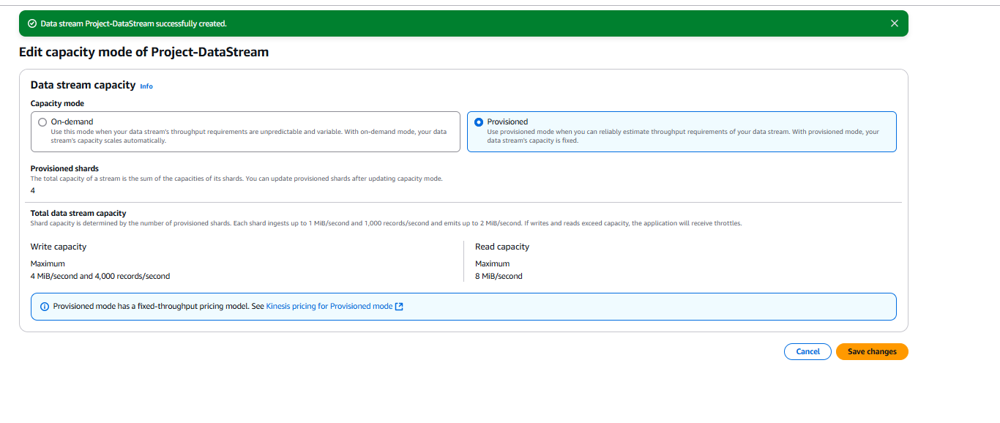 Data stream Project-DataStream successfully created.
Edit capacity mode of Project-DataStream
Data stream capacity Info
Capacity mode
On-demand
Use this mode when your data stream's throughput requirements are unpredictable and variable. With on-demand mode, your data
stream's capacity scales automatically.
Provisioned
Use provisioned mode when you can reliably estimate throughput requirements of your data stream. With provisioned mode, your
data stream's capacity is fixed.
Provisioned shards
The total capacity of a stream is the sum of the capacities of its shards. You can update provisioned shards after updating capacity mode.
4
Total data stream capacity
Shard capacity is determined by the number of provisioned shards. Each shard ingests up to 1 MiB/second and 1,000 records/second and emits up to 2 MiB/second. If writes and reads exceed capacity, the application will receive throttles.
Write capacity
Maximum
4 MiB/second and 4,000 records/second
Read capacity
Maximum
8 MiB/second
Provisioned mode has a fixed-throughput pricing model. See Kinesis pricing for Provisioned mode
Cancel
Save changes